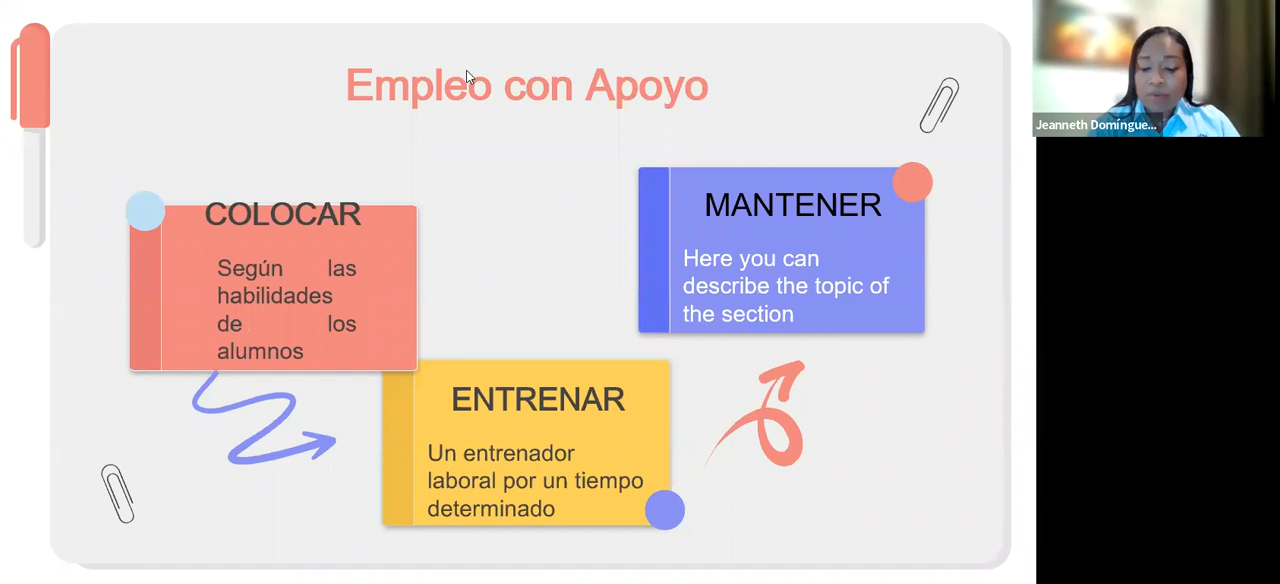 Empleo con Apoyo
COLOCAR
Según las
habilidades
de los
alumnos
ENTRENAR
Un entrenador
laboral por un tiempo
determinado
MANTENER
Here you can
describe the topic of
the section
Jeanneth Domíngue...